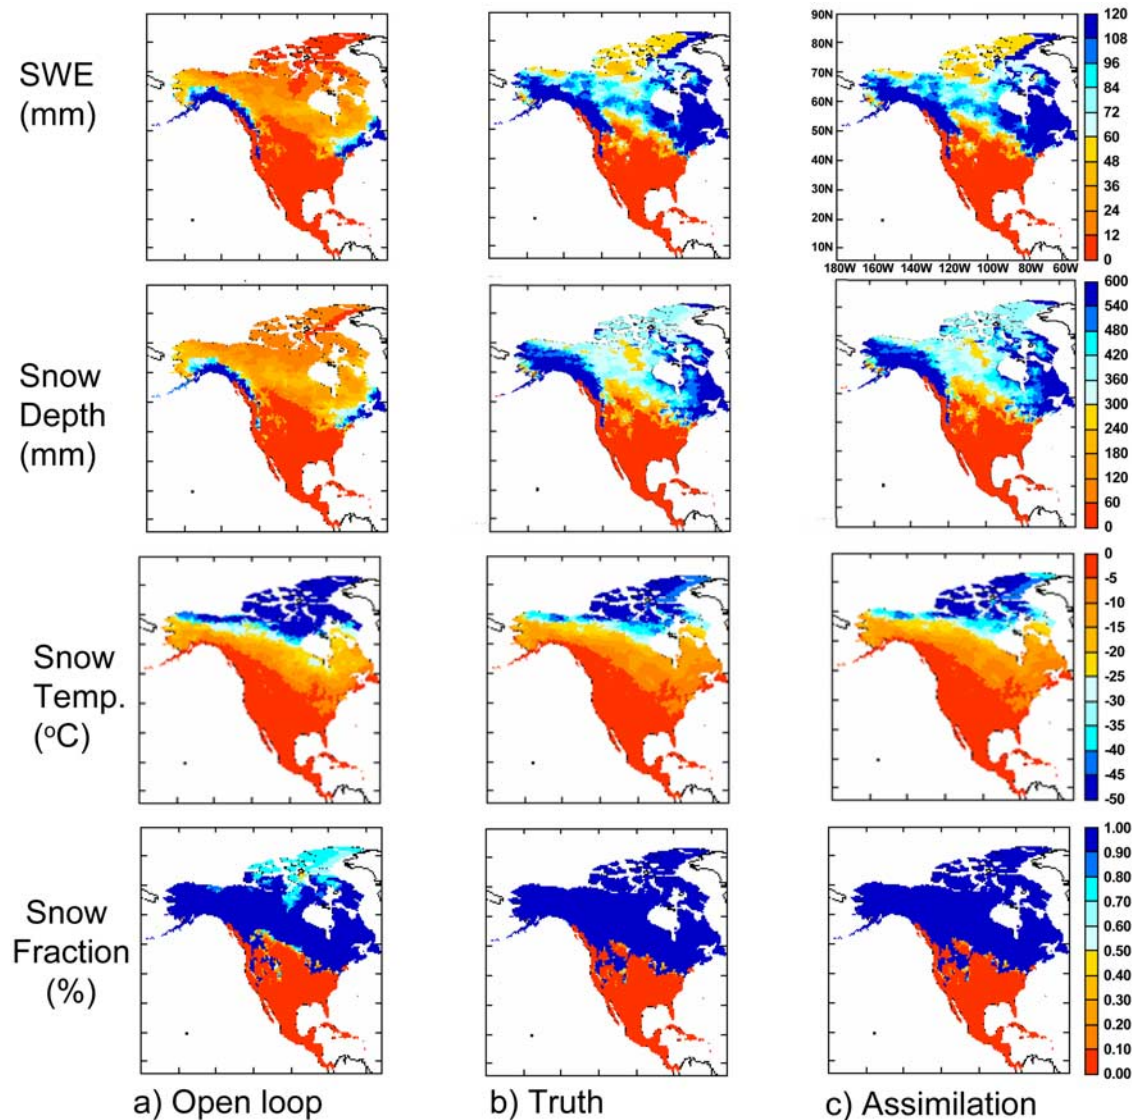 SWE
(mm)
90N
80N
70N
60N
50N
40N
30N
20N
10N
180W 160W 140W 120W 100W 80W 60W
120
108
96
84
72
60
48
36
24
12
0
Snow
Depth
(mm)
600
540
480
420
360
300
240
180
120
60
0
Snow
Temp.
(°C)
0
-5
-10
-15
-20
-25
-30
-35
-40
-45
-50
Snow
Fraction
(%)
1.00
0.90
0.80
0.70
0.60
0.50
0.40
0.30
0.20
0.10
0.00
a) Open loop
b) Truth
c) Assimilation